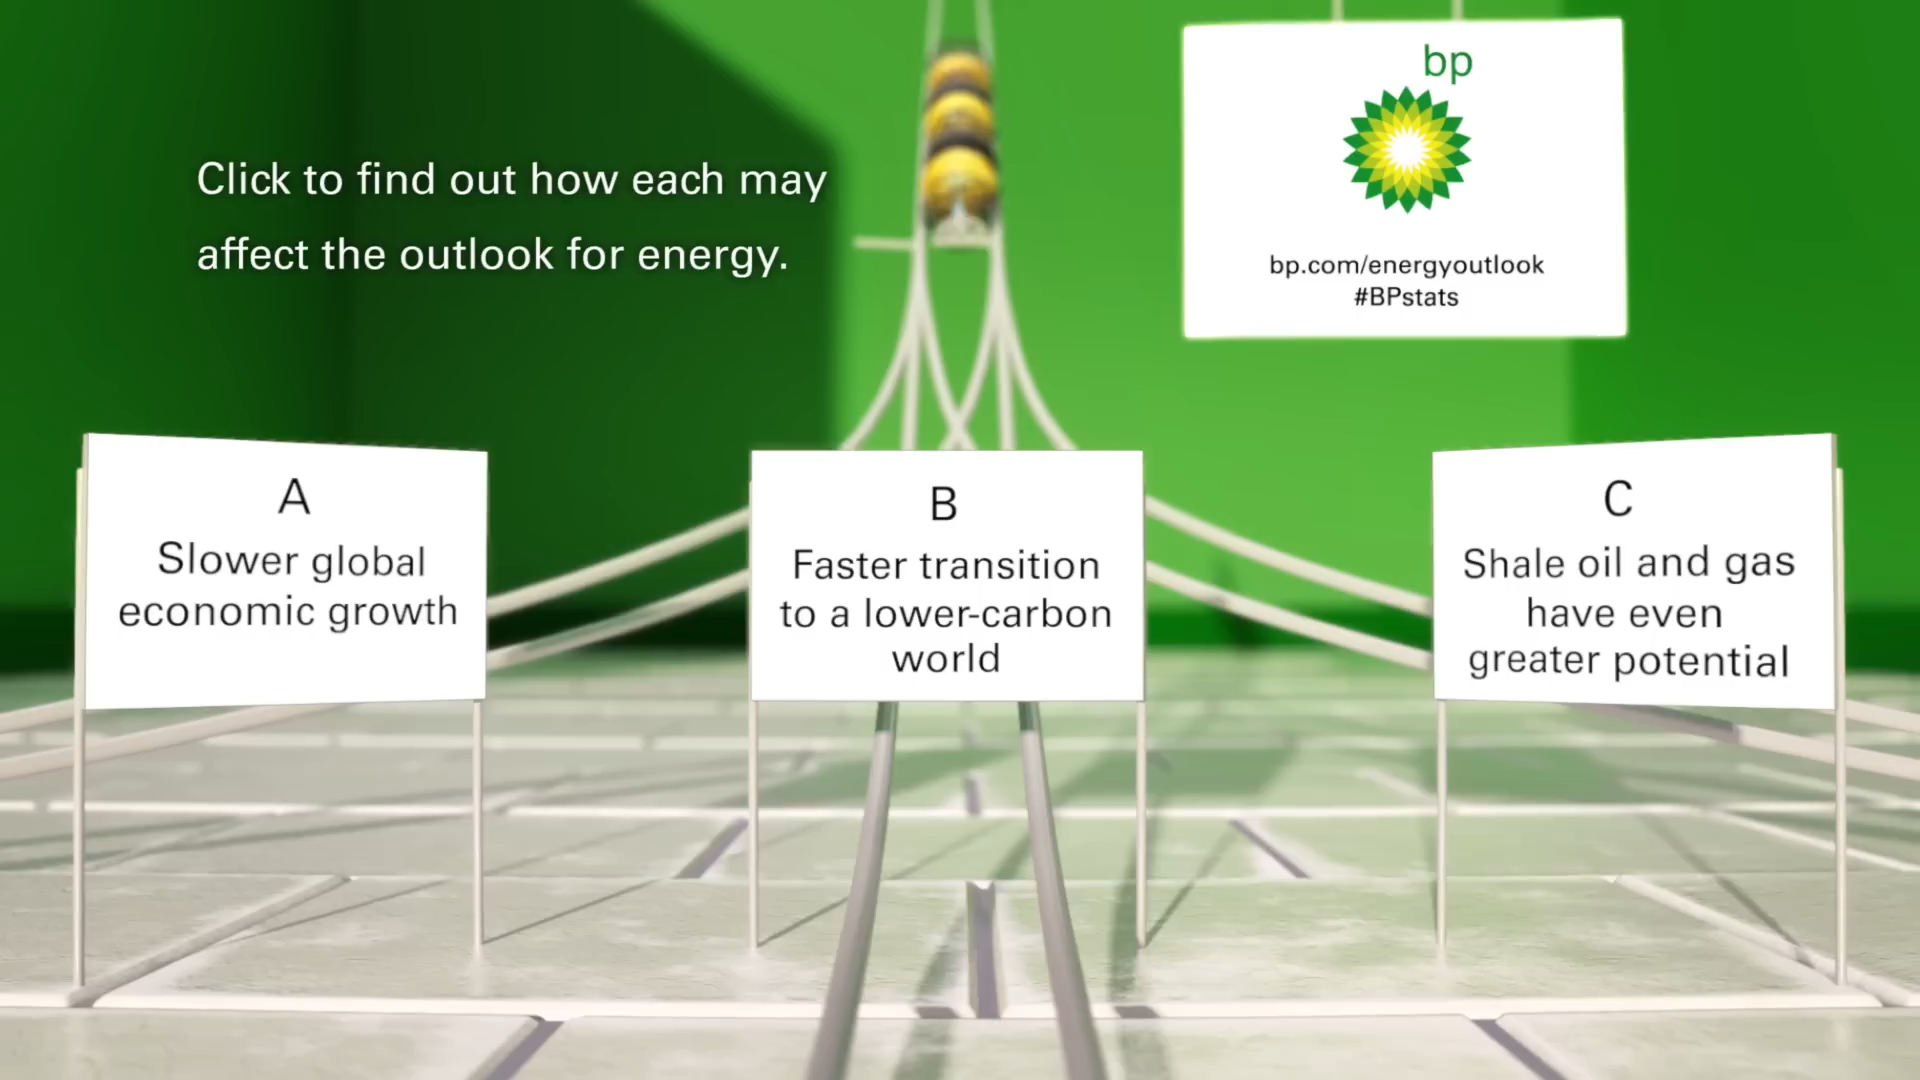 Click to find out how each may
affect the outlook for energy.
bp
bp.com/energyoutlook
#BPstats
A
Slower global
economic growth
B
Faster transition
to a lower-carbon
world
C
Shale oil and gas
have even
greater potential